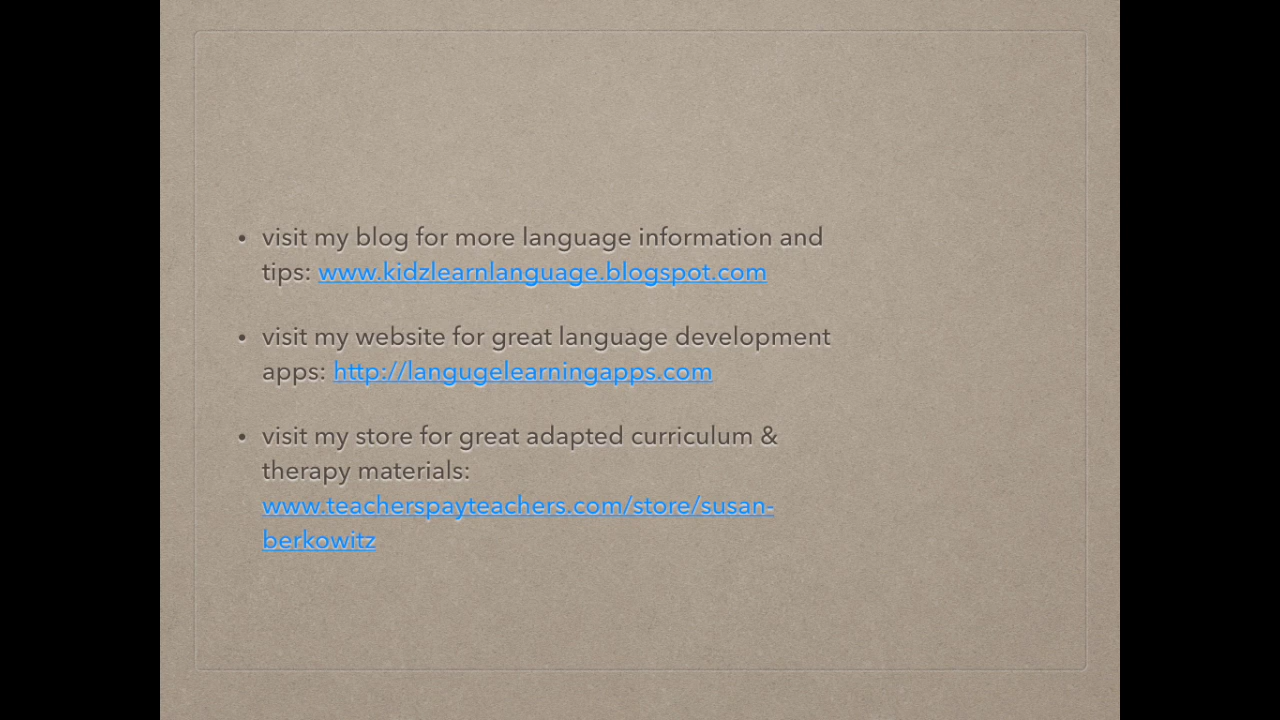 • visit my blog for more language information and
tips: www.kidzlearnlanguage.blogspot.com
• visit my website for great language development
apps: http://langugelearningapps.com
• visit my store for great adapted curriculum &
therapy materials:
www.teacherspayteachers.com/store/susan-
berkowitz